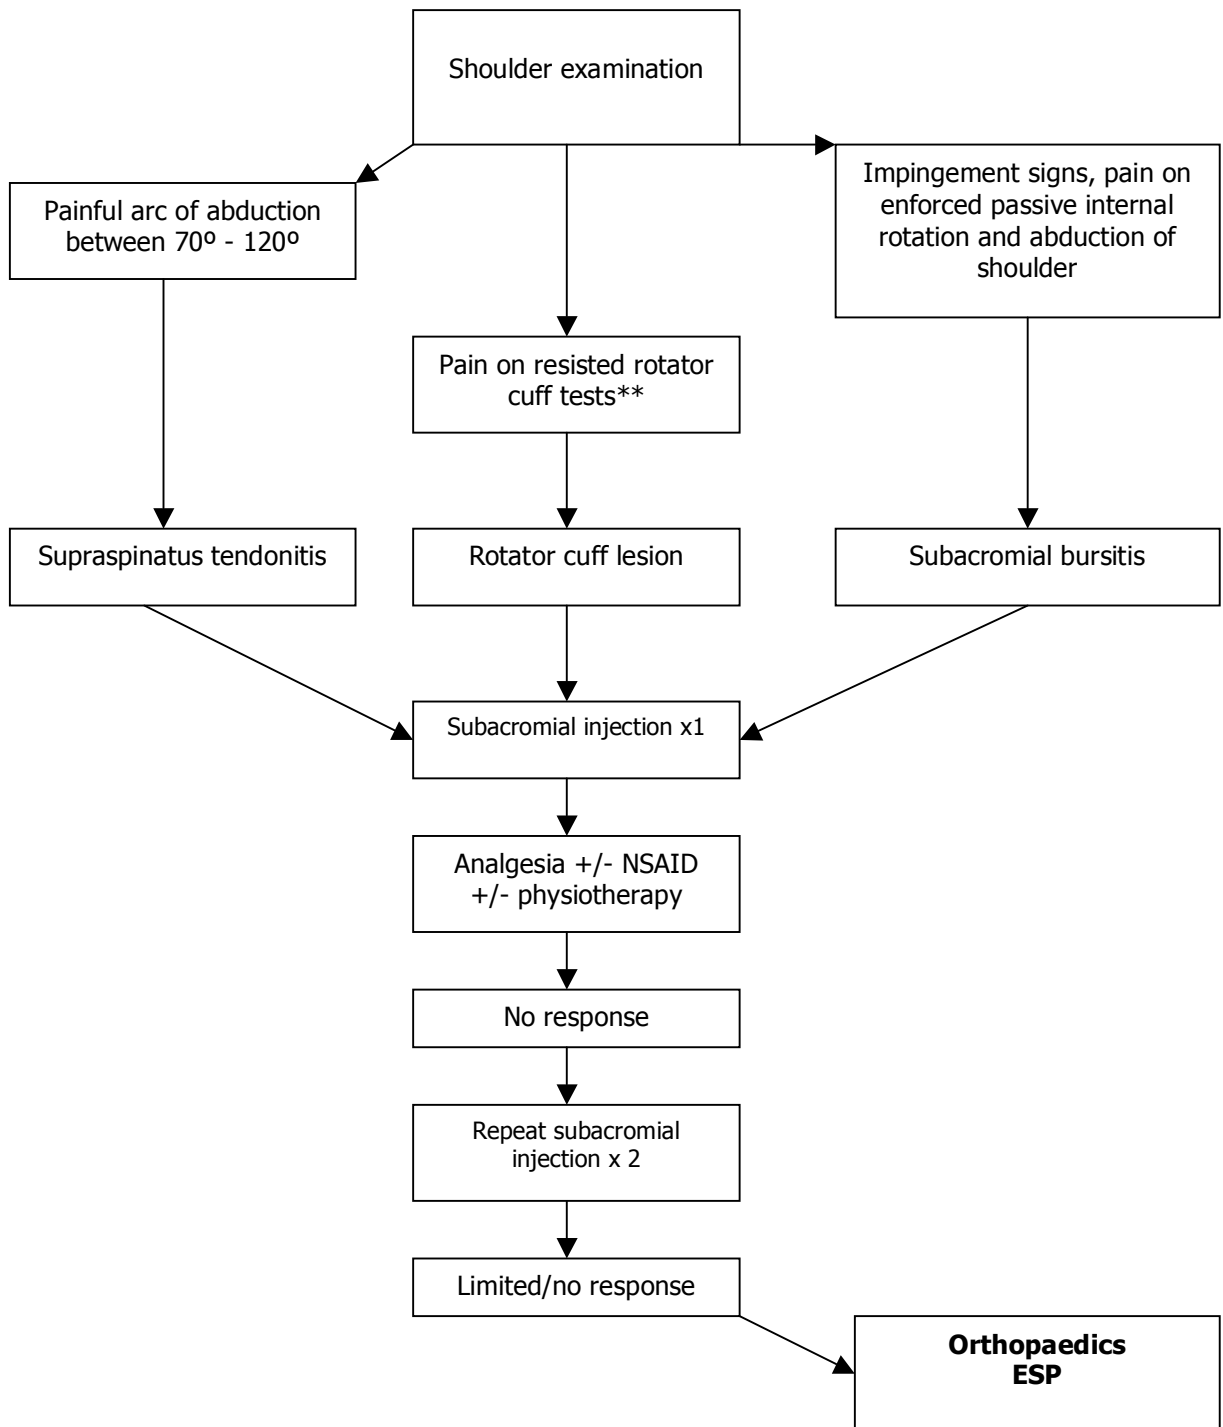 Shoulder examination
Painful arc of abduction
between 70º - 120º
Impingement signs, pain on
enforced passive internal
rotation and abduction of
shoulder
Pain on resisted rotator
cuff tests**
Supraspinatus tendonitis
Rotator cuff lesion
Subacromial bursitis
Subacromial injection x1
Analgesia +/- NSAID
+/- physiotherapy
No response
Repeat subacromial
injection x 2
Limited/no response
Orthopaedics
ESP